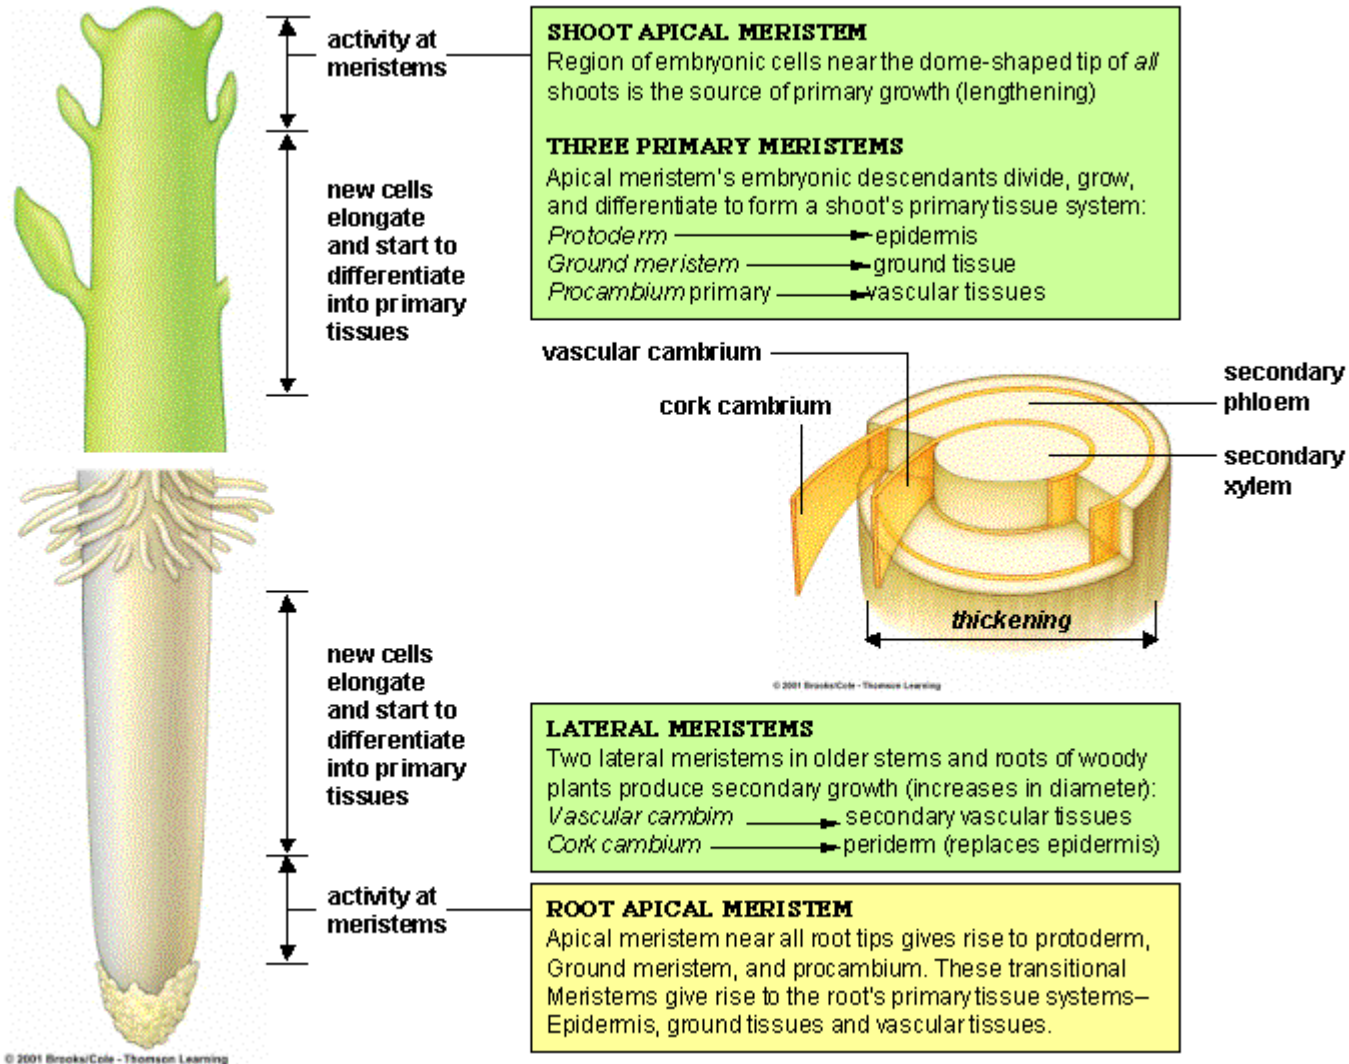 activity at
meristems
SHOOT APICAL MERISTEM
Region of embryonic cells near the dome-shaped tip of all
shoots is the source of primary growth (lengthening)
THREE PRIMARY MERISTEMS
Apical meristem's embryonic descendants divide, grow,
and differentiate to form a shoot's primary tissue system:
Protoderm epidermis
Ground meristem ground tissue
Procambium primary vascular tissues
new cells
elongate
and start to
differentiate
into primary
tissues
vascular cambrium
cork cambrium
secondary
phloem
secondary
xylem
thickening
© 2001 Brooks/Cole - Thomson Learning
new cells
elongate
and start to
differentiate
into primary
tissues
LATERAL MERISTEMS
Two lateral meristems in older stems and roots of woody
plants produce secondary growth (increases in diameter):
Vascular cambim secondary vascular tissues
Cork cambium periderm (replaces epidermis)
activity at
meristems
ROOT APICAL MERISTEM
Apical meristem near all root tips gives rise to protoderm,
Ground meristem, and procambium. These transitional
Meristems give rise to the root's primary tissue systems–
Epidermis, ground tissues and vascular tissues.
© 2001 Brooks/Cole - Thomson Learning